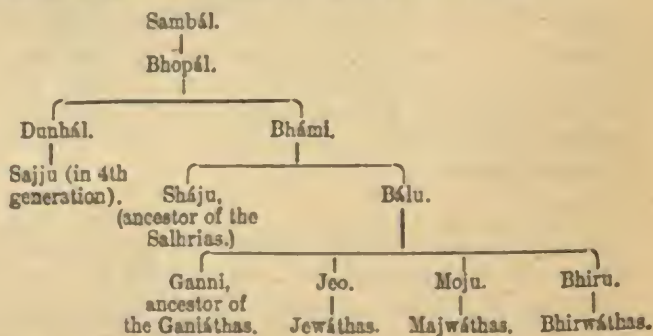 Sambál.
Bhopál.
Dunhál. Bhámi.
Sajju (in 4th Sháju, Bálu.
generation). (ancestor of the
Salhrias.)
Ganni, Jeo. Moju. Bhiru.
ancestor of
the Ganiáthas. Jewáthas. Majwáthas. Bhirwáthas.